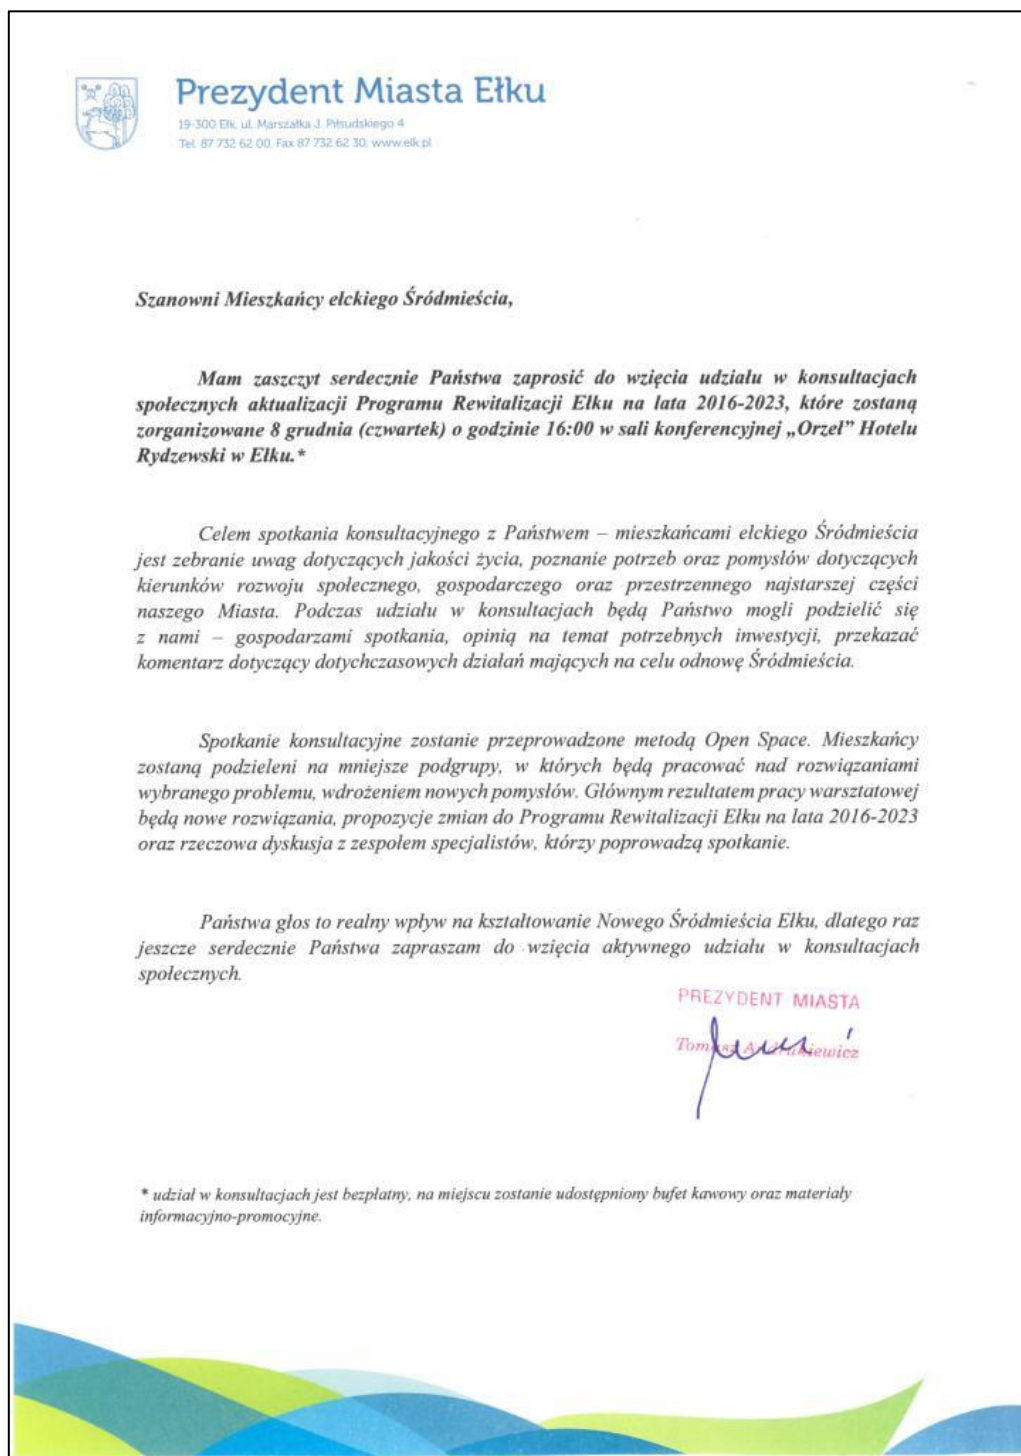 Prezydent Miasta Ełku
19-300 Ełk, ul. Marszałka J. Piłsudskiego 4
Tel. 87 732 62 00, Fax 87 732 62 30, www.elk.pl
Szanowni Mieszkańcy ełckiego Śródmieścia,
Mam zaszczyt serdecznie Państwa zaprosić do wzięcia udziału w konsultacjach
społecznych aktualizacji Programu Rewitalizacji Ełku na lata 2016-2023, które zostaną
zorganizowane 8 grudnia (czwartek) o godzinie 16:00 w sali konferencyjnej „Orzeł” Hotelu
Rydzewski w Ełku.*
Celem spotkania konsultacyjnego z Państwem – mieszkańcami ełckiego Śródmieścia
jest zebranie uwag dotyczących jakości życia, poznanie potrzeb oraz pomysłów dotyczących
kierunków rozwoju społecznego, gospodarczego oraz przestrzennego najstarszej części
naszego Miasta. Podczas udziału w konsultacjach będą Państwo mogli podzielić się
z nami – gospodarzami spotkania, opinią na temat potrzebnych inwestycji, przekazać
komentarz dotyczący dotychczasowych działań mających na celu odnowę Śródmieścia.
Spotkanie konsultacyjne zostanie przeprowadzone metodą Open Space. Mieszkańcy
zostaną podzieleni na mniejsze podgrupy, w których będą pracować nad rozwiązaniami
wybranego problemu, wdrożeniem nowych pomysłów. Głównym rezultatem pracy warsztatowej
będą nowe rozwiązania, propozycje zmian do Programu Rewitalizacji Ełku na lata 2016-2023
oraz rzeczowa dyskusja z zespołem specjalistów, którzy poprowadzą spotkanie.
Państwa głos to realny wpływ na kształtowanie Nowego Śródmieścia Ełku, dlatego raz
jeszcze serdecznie Państwa zapraszam do wzięcia aktywnego udziału w konsultacjach
społecznych.
PREZYDENT MIASTA
Tomasz Andrukiewicz
* udział w konsultacjach jest bezpłatny, na miejscu zostanie udostępniony bufet kawowy oraz materiały
informacyjno-promocyjne.